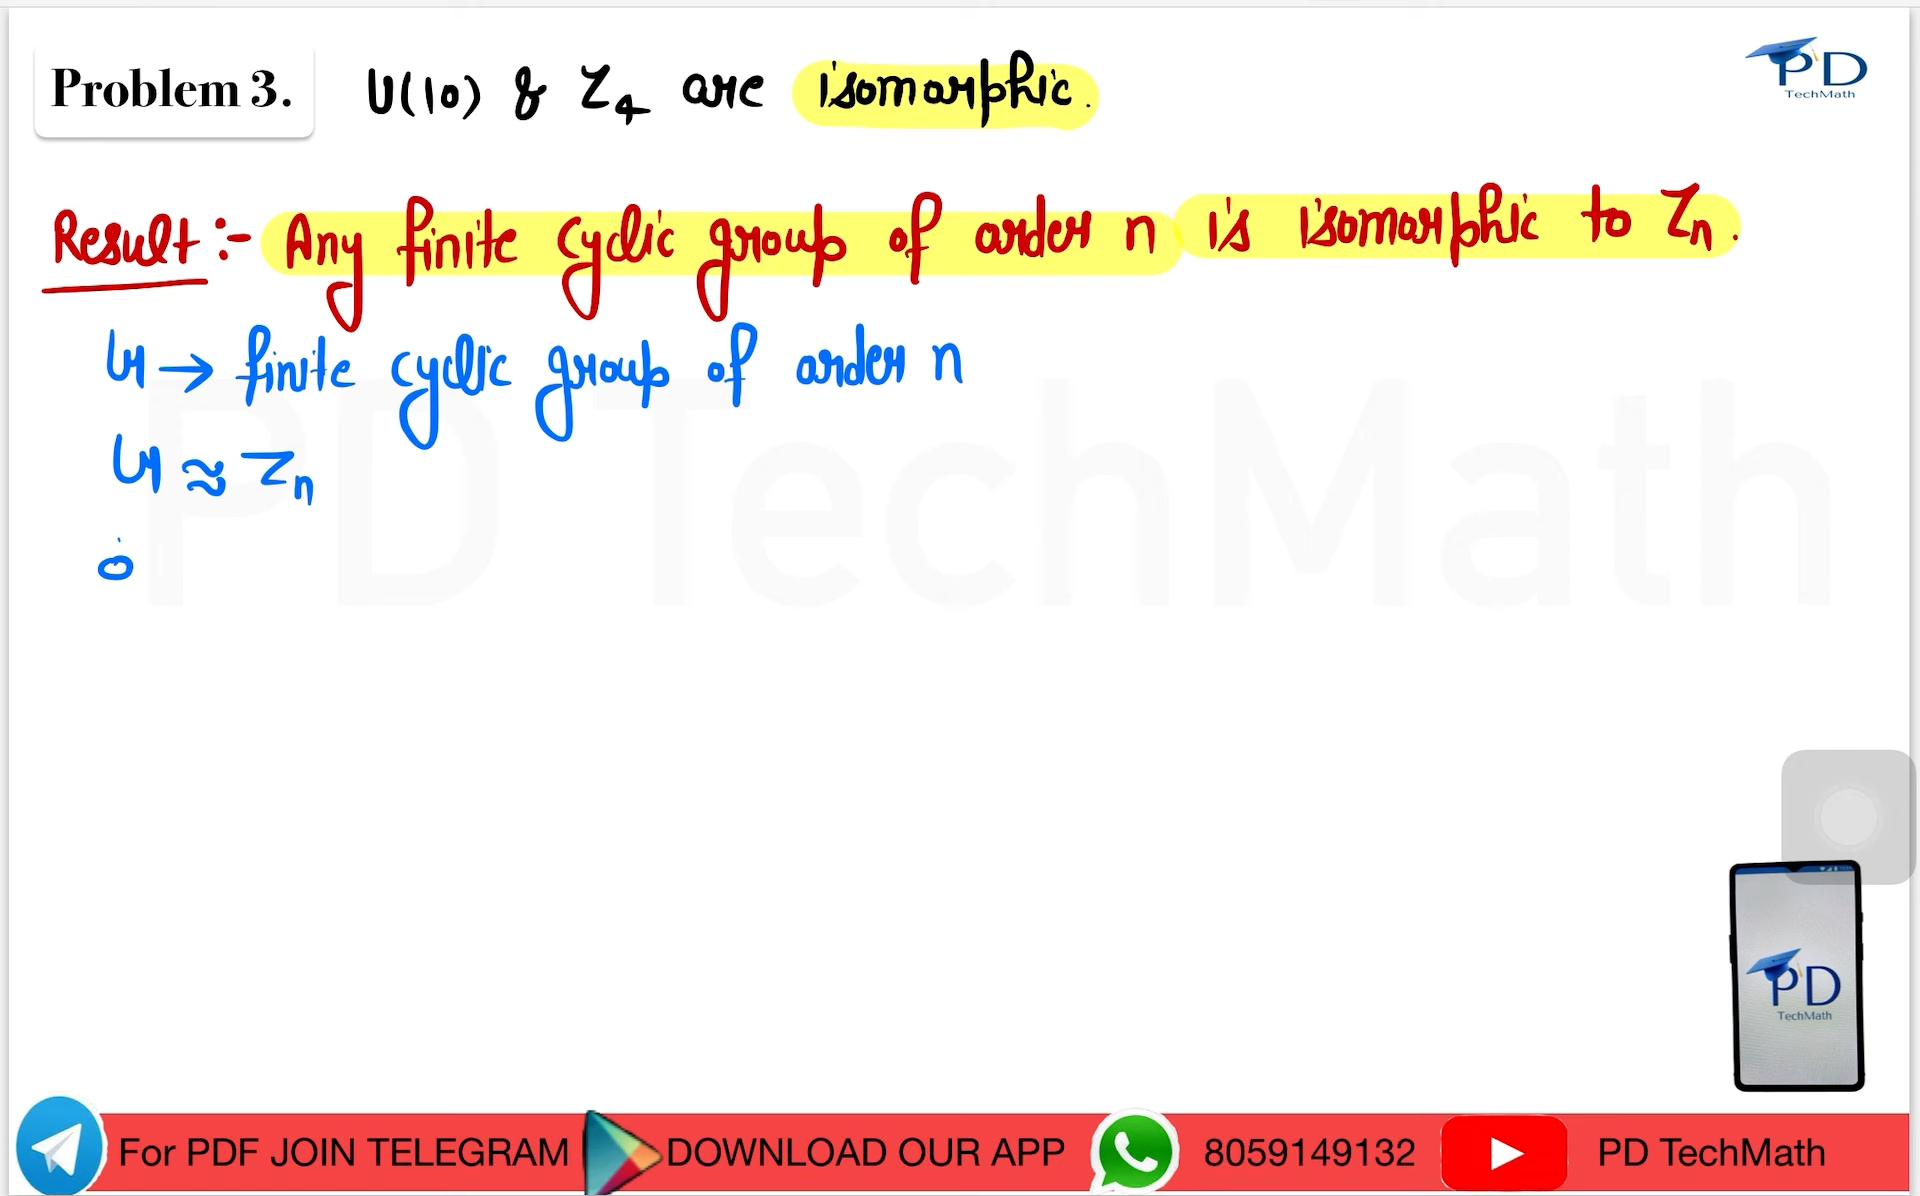 Problem 3. U(10) & Z₄ are isomorphic.
PD
TechMath
Result :- Any finite cyclic group of order n is isomorphic to Zₙ.
G → finite cyclic group of order n
G ≈ Zₙ
PD TechMath
PD
TechMath
For PDF JOIN TELEGRAM DOWNLOAD OUR APP 8059149132 PD TechMath